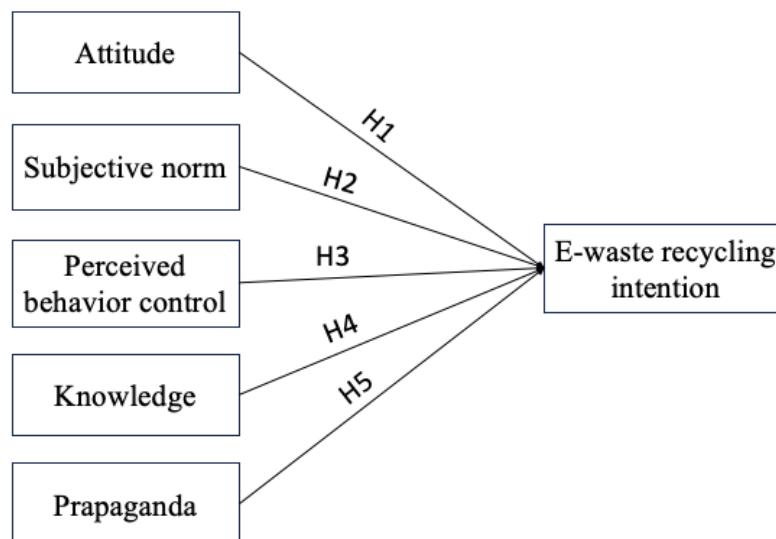 Attitude
H1
Subjective norm
H2
E-waste recycling
intention
Perceived
behavior control
H3
H4
Knowledge
H5
Prapaganda